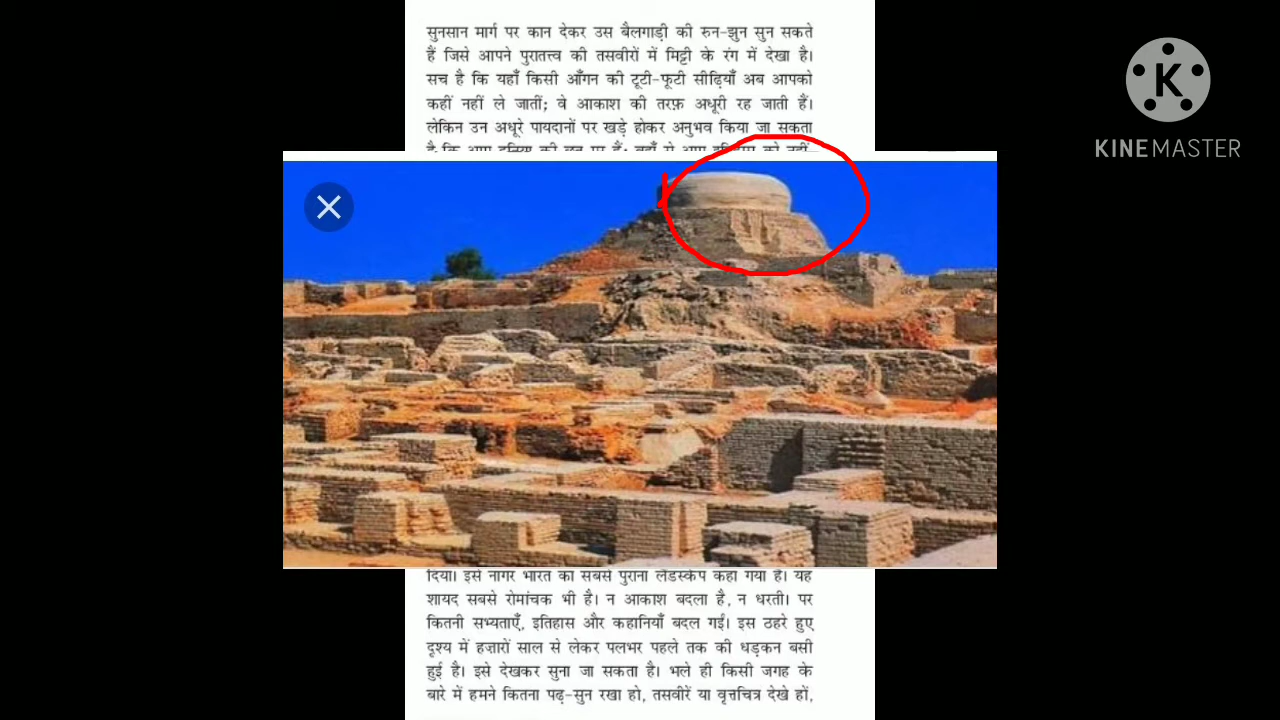 सुनसान मार्ग पर कान देकर उस बैलगाड़ी की रुन-झुन सुन सकते
हैं जिसे आपने पुरातत्त्व की तसवीरों में मिट्टी के रंग में देखा है।
सच है कि यहाँ किसी आँगन की टूटी-फूटी सीढ़ियाँ अब आपको
कहीं नहीं ले जातीं; वे आकाश की तरफ़ अधूरी रह जाती हैं।
लेकिन उन अधूरे पायदानों पर खड़े होकर अनुभव किया जा सकता
K
KINEMASTER
दिया। इसे नागर भारत का सबसे पुराना लैंडस्केप कहा गया है। यह
शायद सबसे रोमांचक भी है। न आकाश बदला है, न धरती। पर
कितनी सभ्यताएँ, इतिहास और कहानियाँ बदल गईं। इस ठहरे हुए
दृश्य में हज़ारों साल से लेकर पलभर पहले तक की धड़कन बसी
हुई है। इसे देखकर सुना जा सकता है। भले ही किसी जगह के
बारे में हमने कितना पढ़-सुन रखा हो, तसवीरें या वृत्तचित्र देखे हों,